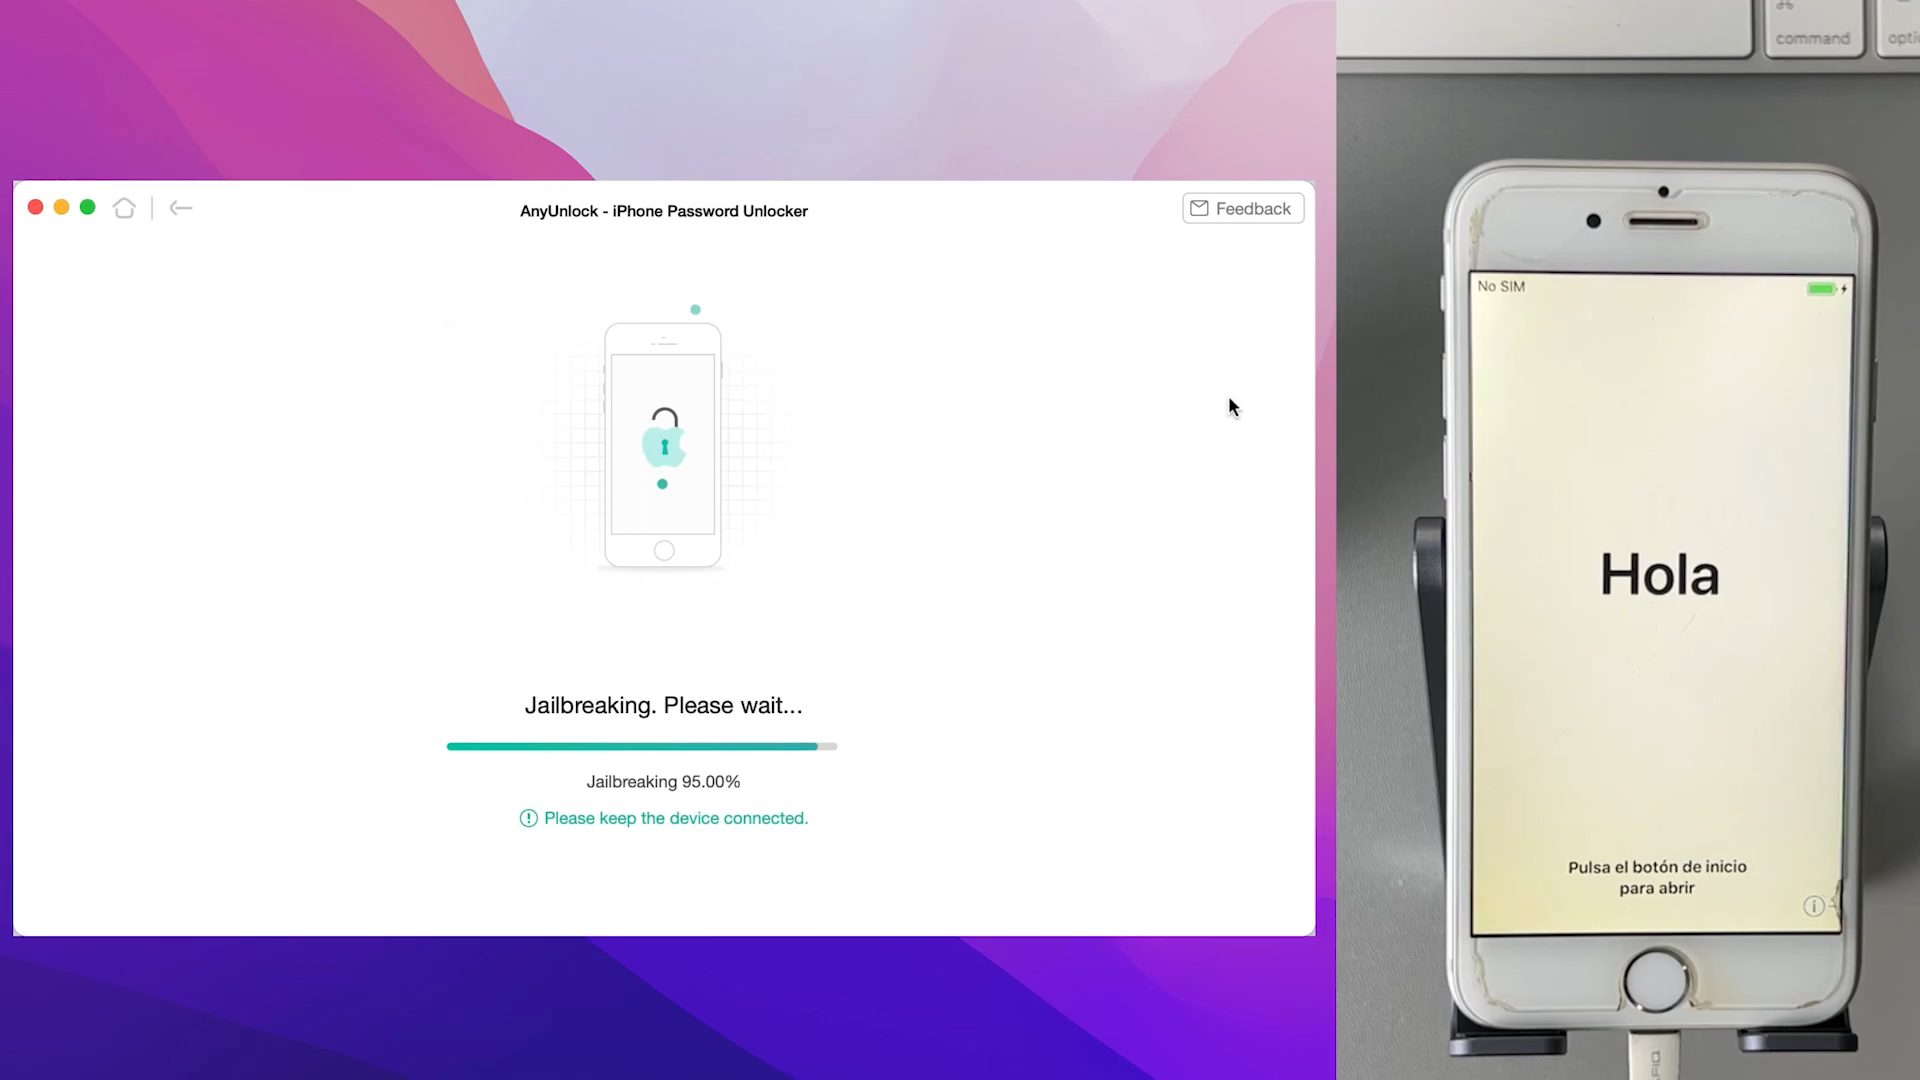 AnyUnlock - iPhone Password Unlocker
Feedback
Jailbreaking. Please wait...
Jailbreaking 95.00%
Please keep the device connected.
⌘
command
No SIM
Hola
Pulsa el botón de inicio
para abrir